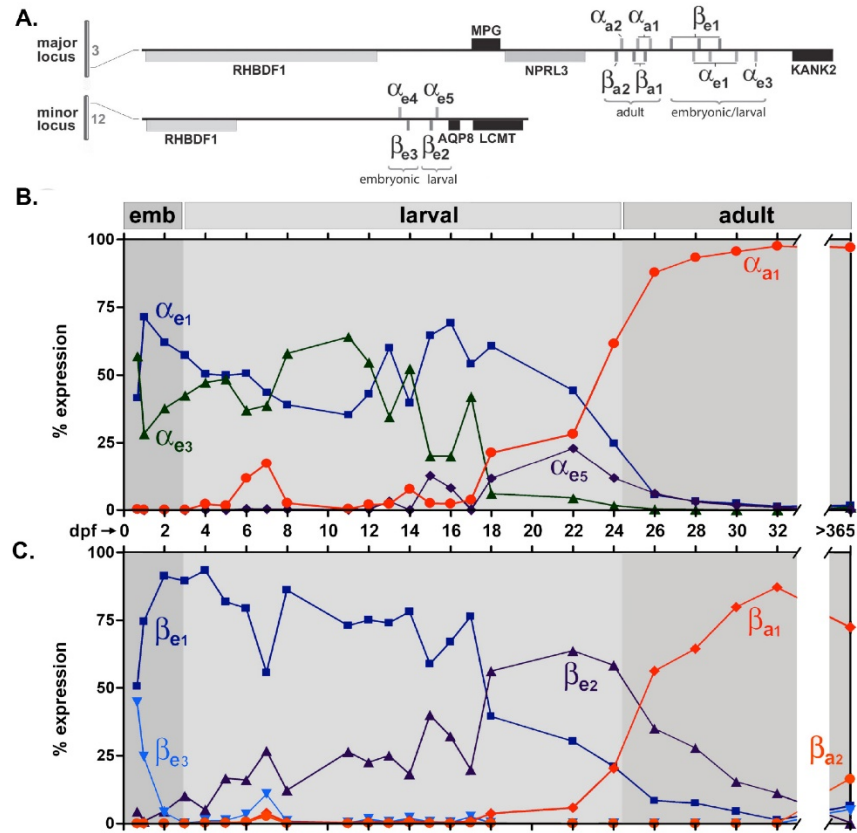 A.
αa2 αa1 βe1
MPG
major locus 3
RHBDF1 NPRL3 KANK2
βa2 βa1 αe1 αe3
adult embryonic/larval
αe4 αe5
minor locus 12
RHBDF1 AQP8 LCMT
βe3 βe2
embryonic larval
B.
emb larval adult
100
75
50
25
0
% expression
αe1
αe3
αe5
αa1
dpf → 0 2 4 6 8 10 12 14 16 18 20 22 24 26 28 30 32 >365
C.
100
75
50
25
0
% expression
βe1
βe3
βe2
βa1
βa2